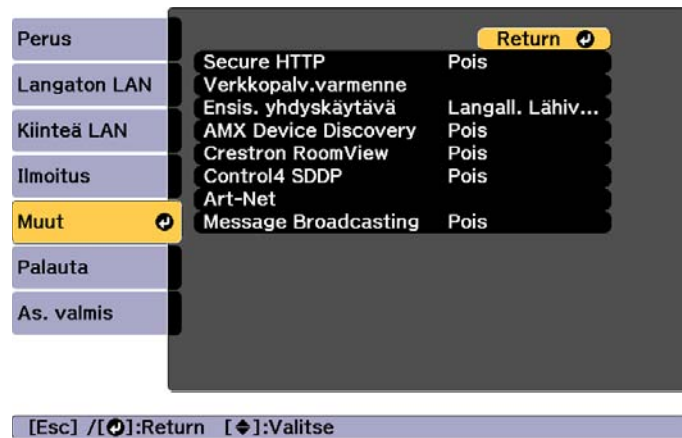 Perus
Langaton LAN
Kiinteä LAN
Ilmoitus
Muut
Palauta
As. valmis
Return
Secure HTTP Pois
Verkkopalv.varmenne
Ensis. yhdyskäytävä Langall. Lähiv...
AMX Device Discovery Pois
Crestron RoomView Pois
Control4 SDDP Pois
Art-Net
Message Broadcasting Pois
[Esc] /[]:Return []:Valitse